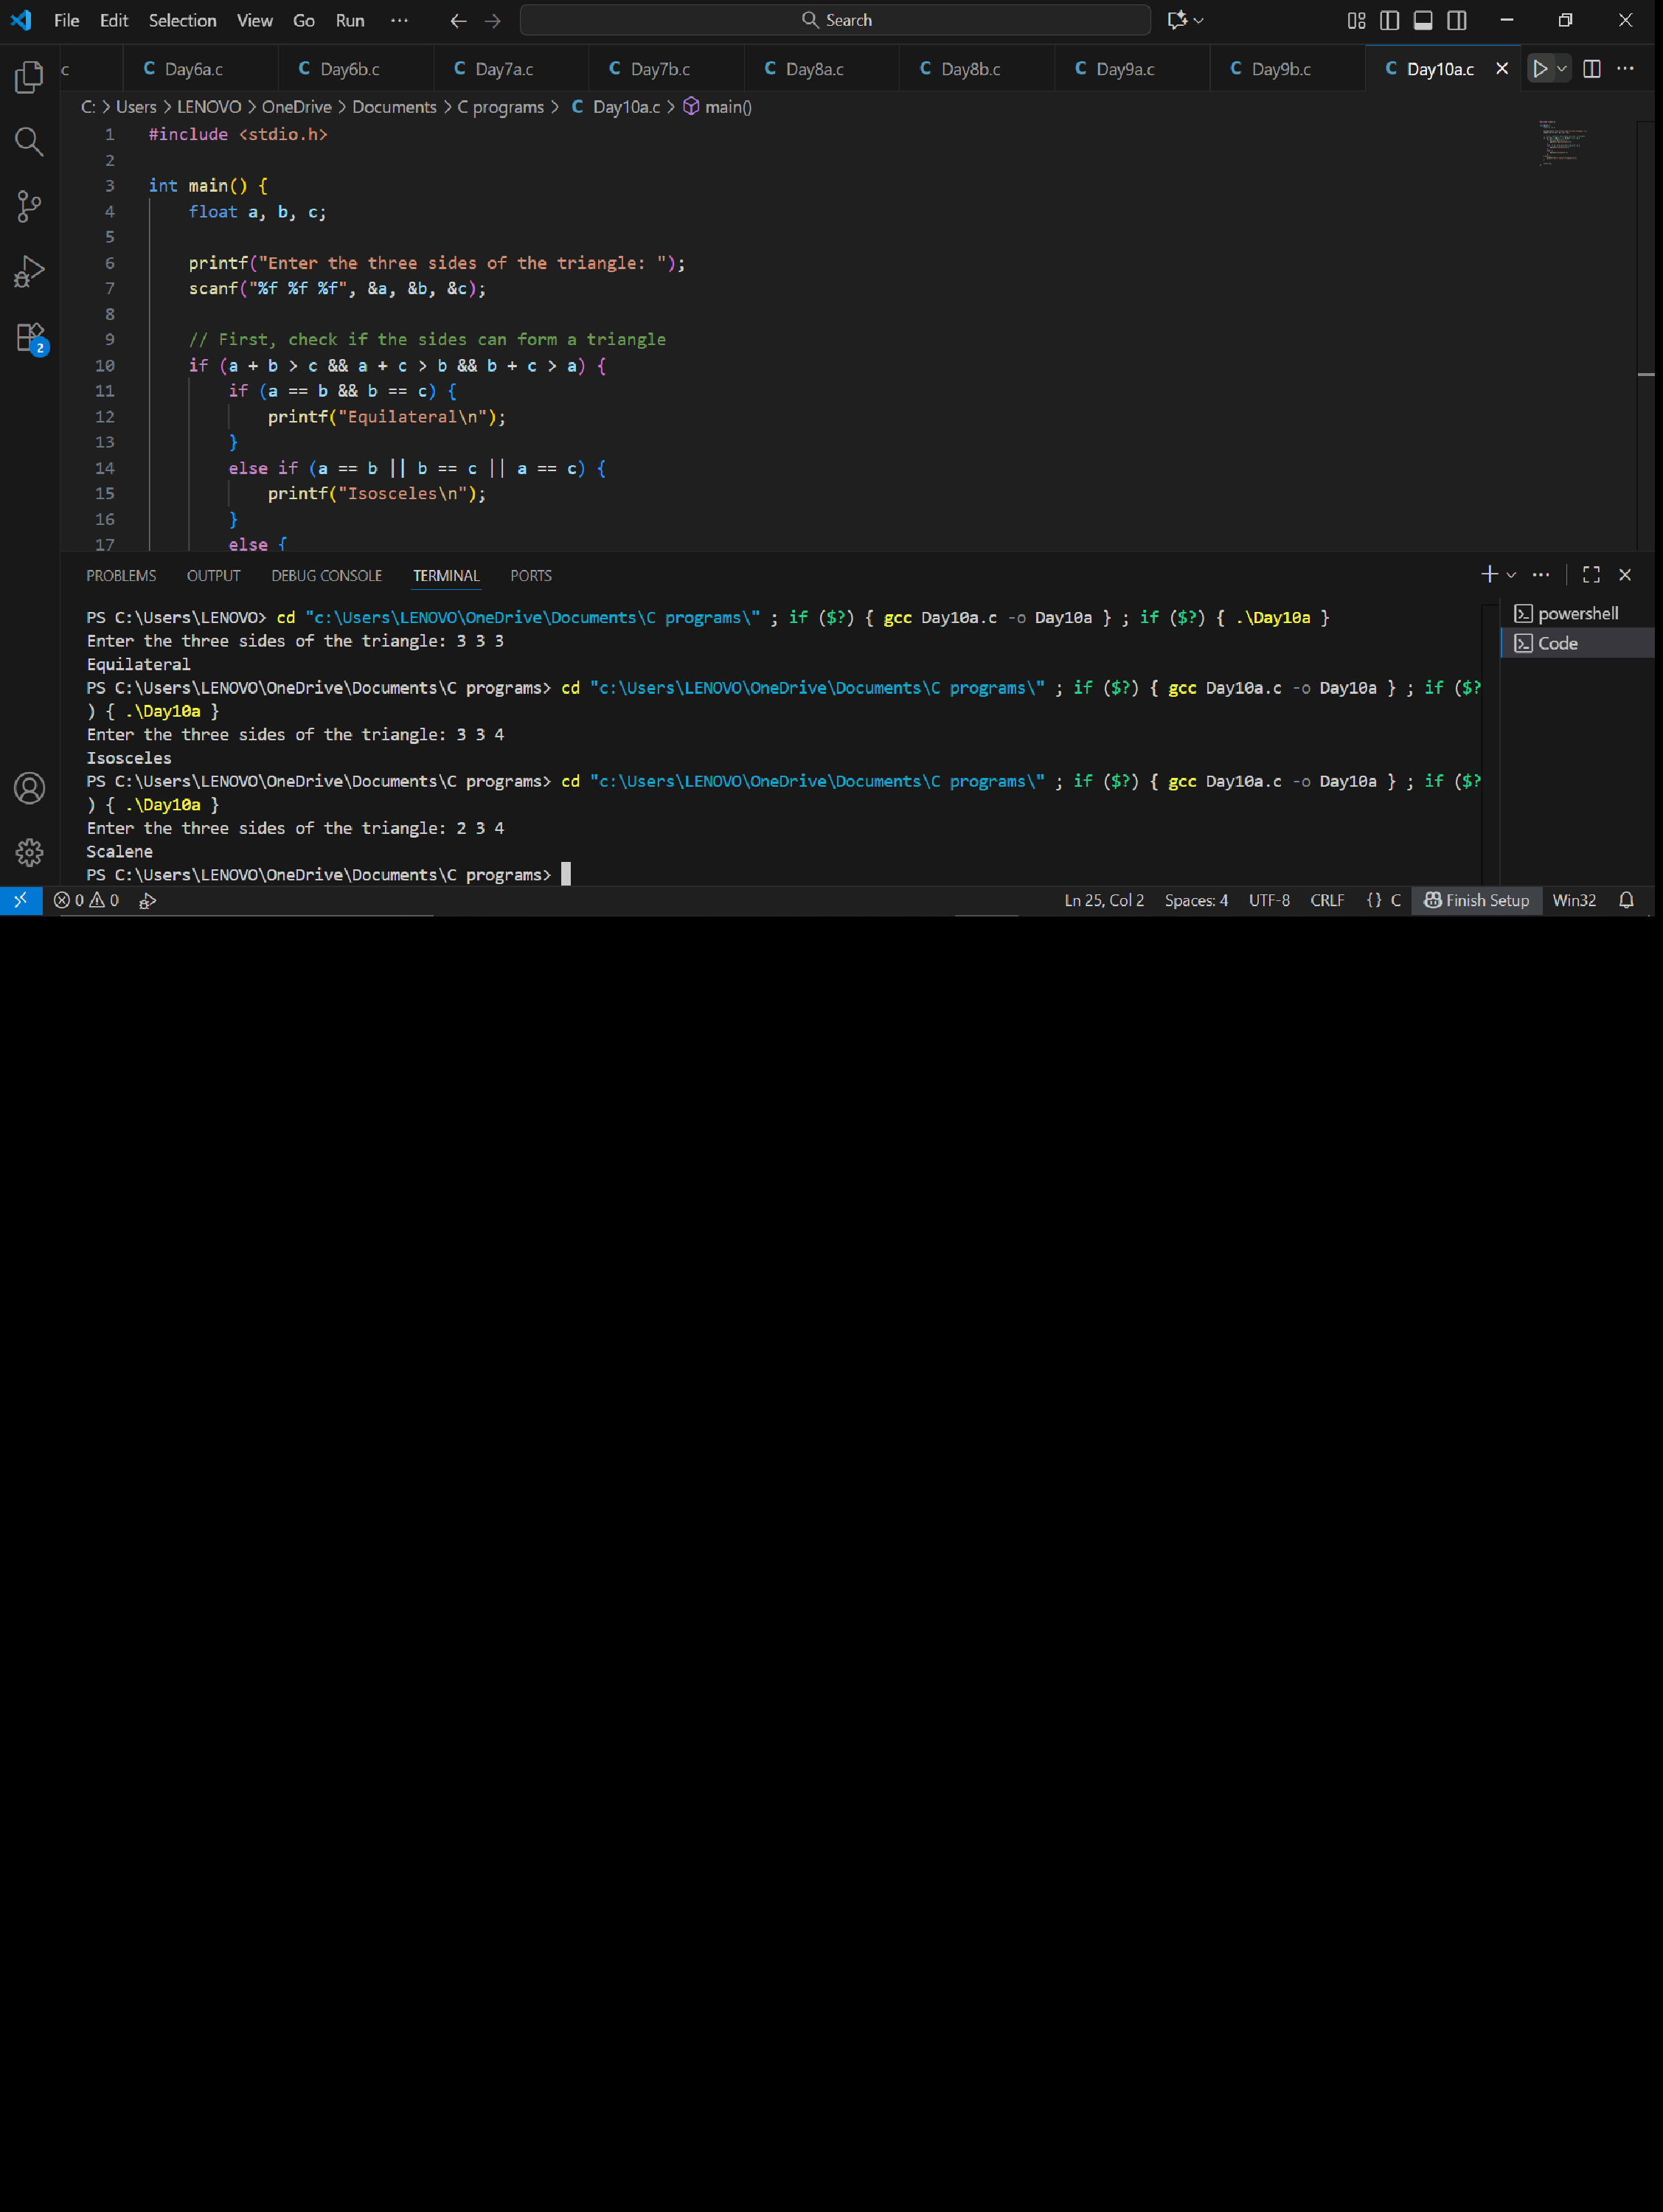 File Edit Selection View Go Run ··· Search
c Day6a.c Day6b.c Day7a.c Day7b.c Day8a.c Day8b.c Day9a.c Day9b.c Day10a.c
C: > Users > LENOVO > OneDrive > Documents > C programs > C Day10a.c > main()
1 #include <stdio.h>
2
3 int main() {
4 float a, b, c;
5
6 printf("Enter the three sides of the triangle: ");
7 scanf("%f %f %f", &a, &b, &c);
8
9 // First, check if the sides can form a triangle
10 if (a + b > c && a + c > b && b + c > a) {
11 if (a == b && b == c) {
12 printf("Equilateral\n");
13 }
14 else if (a == b || b == c || a == c) {
15 printf("Isosceles\n");
16 }
17 else {
2
PROBLEMS OUTPUT DEBUG CONSOLE TERMINAL PORTS
PS C:\Users\LENOVO> cd "c:\Users\LENOVO\OneDrive\Documents\C programs\" ; if ($?) { gcc Day10a.c -o Day10a } ; if ($?) { .\Day10a }
Enter the three sides of the triangle: 3 3 3
Equilateral
PS C:\Users\LENOVO\OneDrive\Documents\C programs> cd "c:\Users\LENOVO\OneDrive\Documents\C programs\" ; if ($?) { gcc Day10a.c -o Day10a } ; if ($?
) { .\Day10a }
Enter the three sides of the triangle: 3 3 4
Isosceles
PS C:\Users\LENOVO\OneDrive\Documents\C programs> cd "c:\Users\LENOVO\OneDrive\Documents\C programs\" ; if ($?) { gcc Day10a.c -o Day10a } ; if ($?
) { .\Day10a }
Enter the three sides of the triangle: 2 3 4
Scalene
PS C:\Users\LENOVO\OneDrive\Documents\C programs>
powershell
Code
0 0 Ln 25, Col 2 Spaces: 4 UTF-8 CRLF {} C Finish Setup Win32